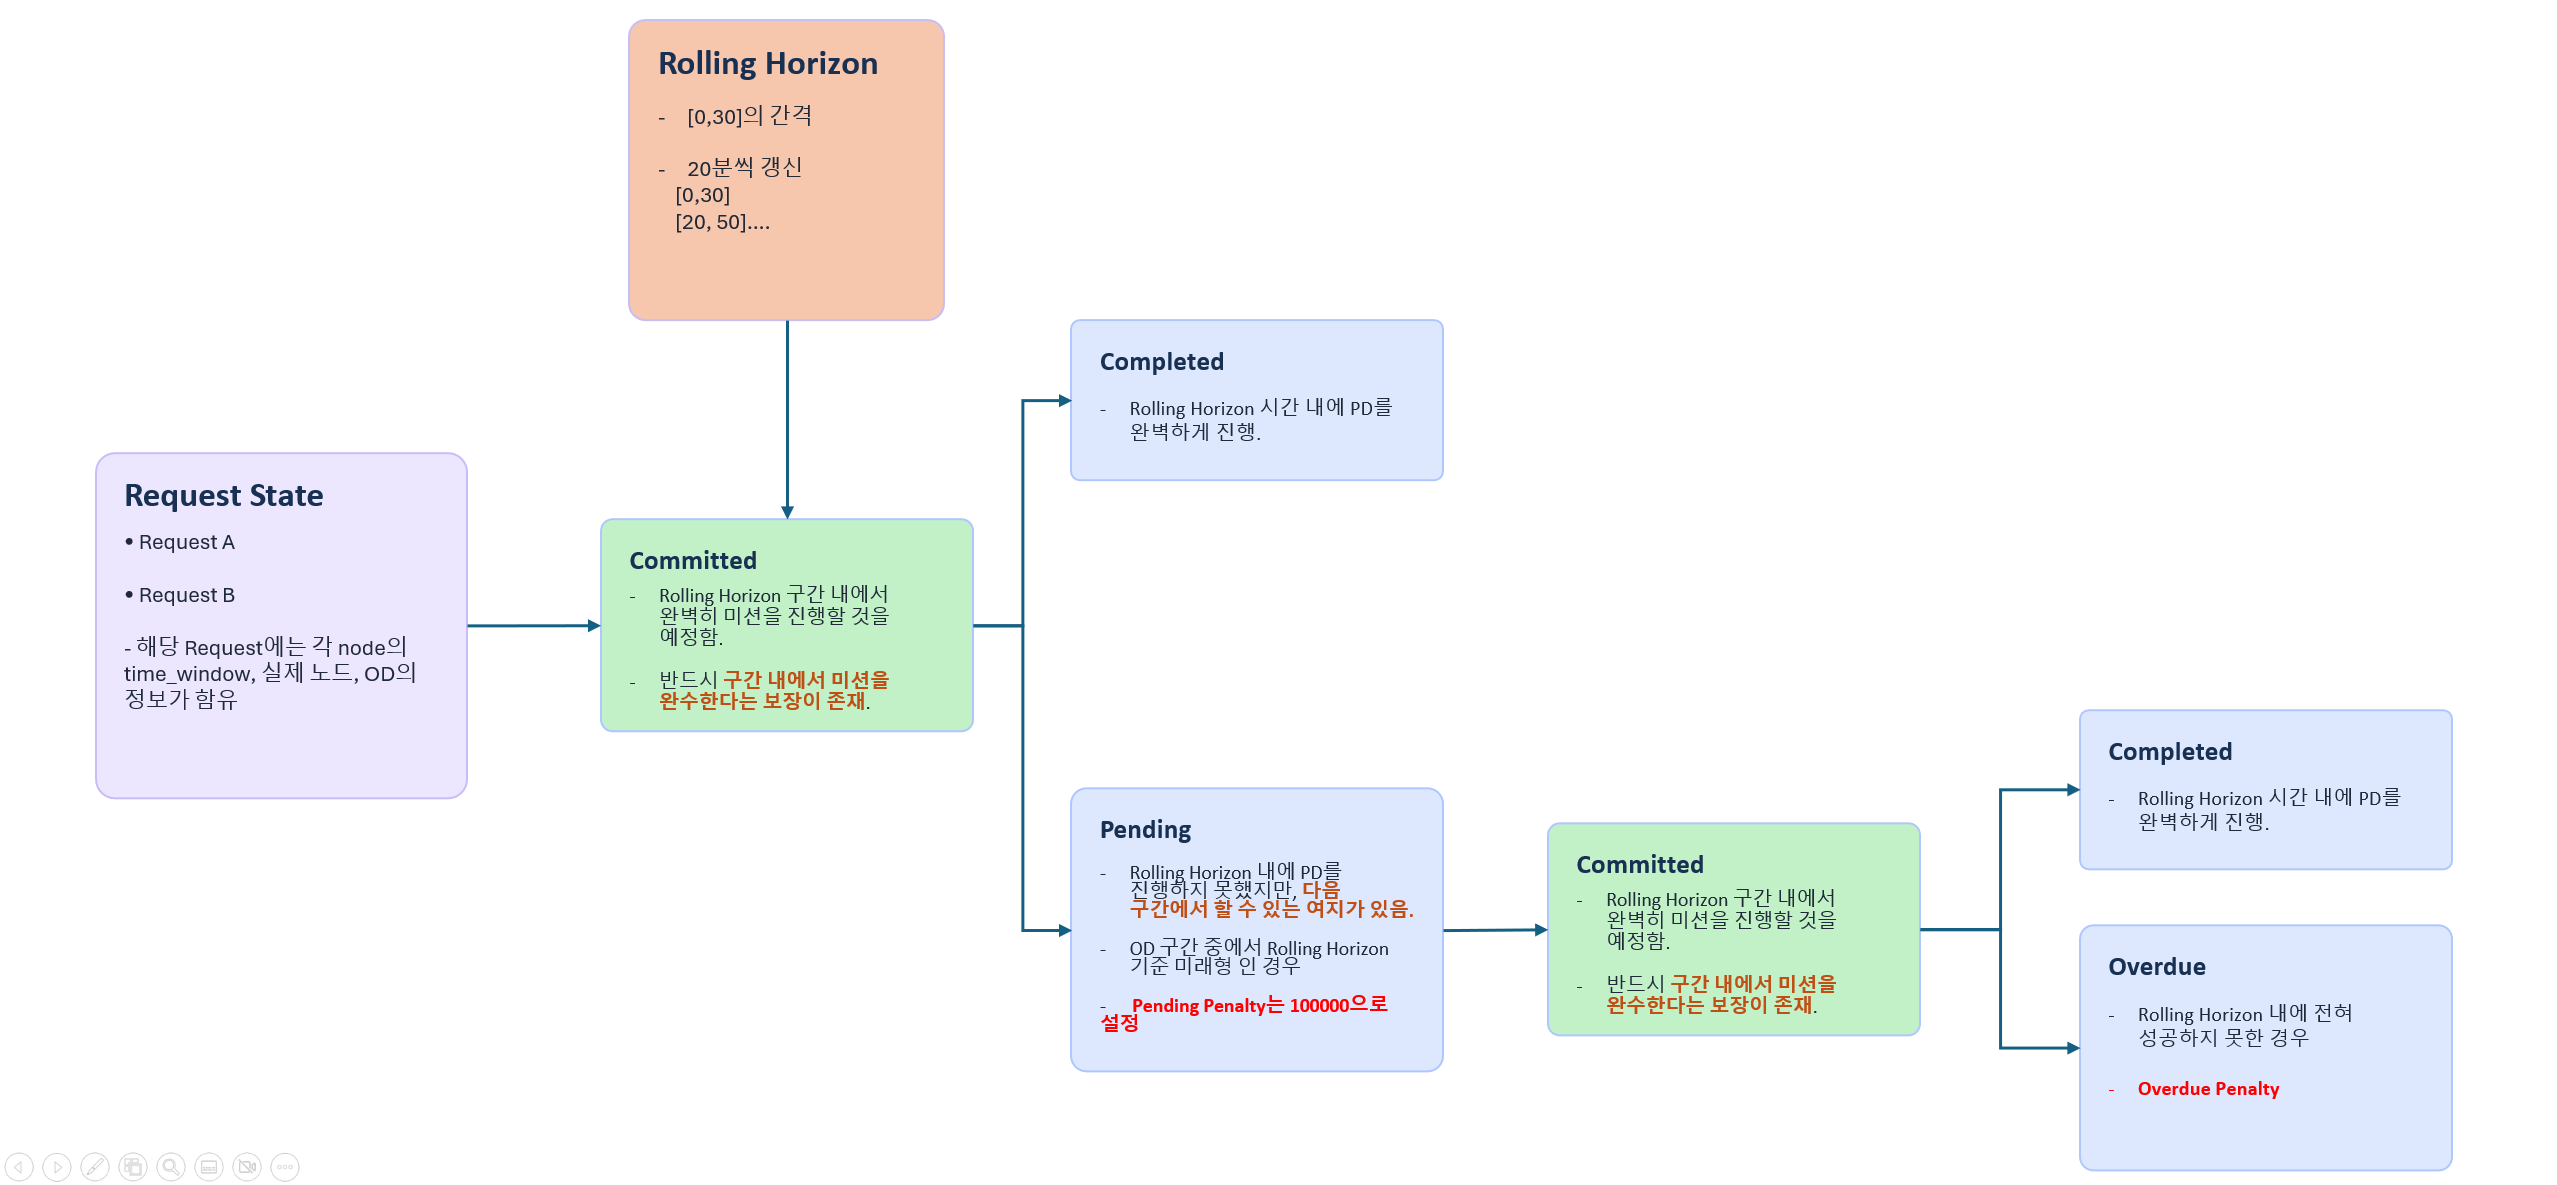 Rolling Horizon
- [0,30]의 간격
- 20분씩 갱신
[0,30]
[20, 50]....
Request State
• Request A
• Request B
- 해당 Request에는 각 node의
time_window, 실제 노드, OD의
정보가 함유
Committed
- Rolling Horizon 구간 내에서
완벽히 미션을 진행할 것을
예정함.
- 반드시 구간 내에서 미션을
완수한다는 보장이 존재.
Completed
- Rolling Horizon 시간 내에 PD를
완벽하게 진행.
Pending
- Rolling Horizon 내에 PD를
진행하지 못했지만, 다음
구간에서 할 수 있는 여지가 있음.
- OD 구간 중에서 Rolling Horizon
기준 미래형 인 경우
- Pending Penalty는 100000으로
설정
Committed
- Rolling Horizon 구간 내에서
완벽히 미션을 진행할 것을
예정함.
- 반드시 구간 내에서 미션을
완수한다는 보장이 존재.
Completed
- Rolling Horizon 시간 내에 PD를
완벽하게 진행.
Overdue
- Rolling Horizon 내에 전혀
성공하지 못한 경우
- Overdue Penalty